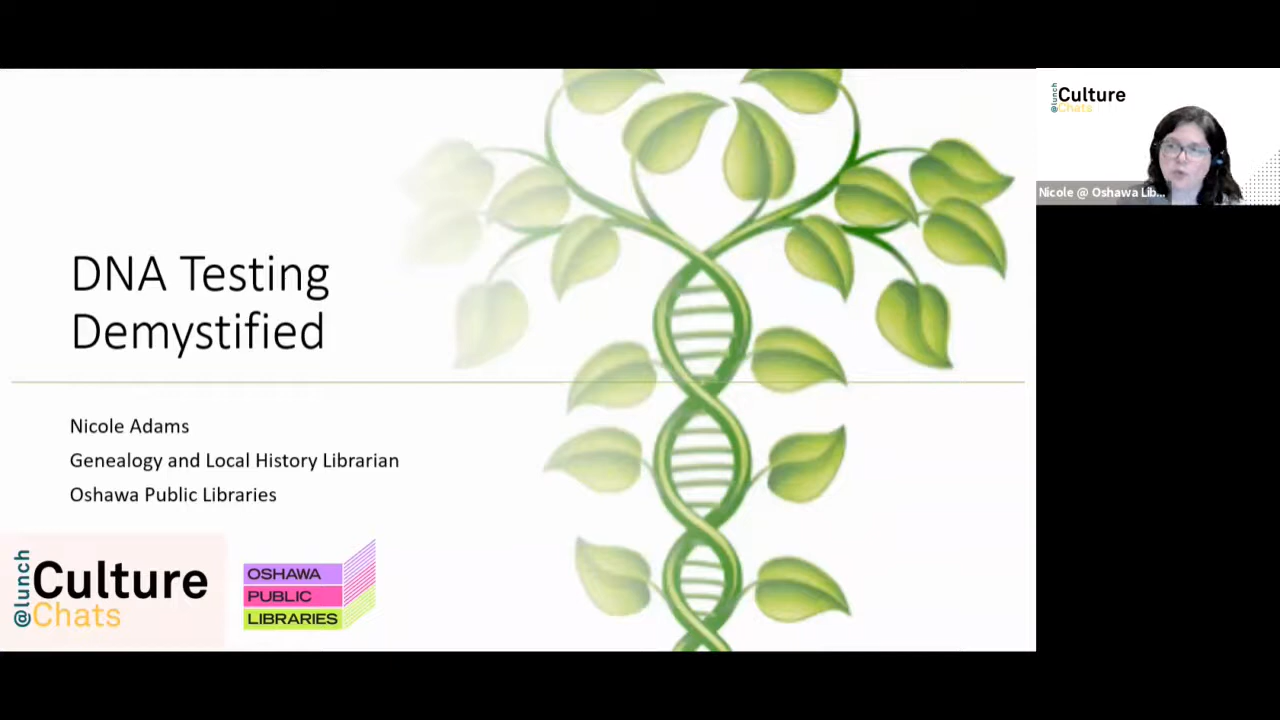 DNA Testing
Demystified
Nicole Adams
Genealogy and Local History Librarian
Oshawa Public Libraries
@lunch
Culture
Chats
OSHAWA
PUBLIC
LIBRARIES
@lunch
Culture
Chats
Nicole @ Oshawa Lib...